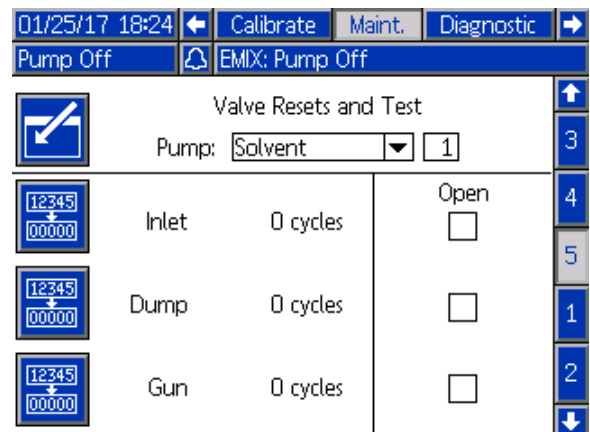 01/25/17 18:24 Calibrate Maint. Diagnostic
Pump Off EMIX: Pump Off
Valve Resets and Test
Pump: Solvent 1
Open
12345
00000
Inlet 0 cycles
12345
00000
Dump 0 cycles
12345
00000
Gun 0 cycles
3
4
5
1
2